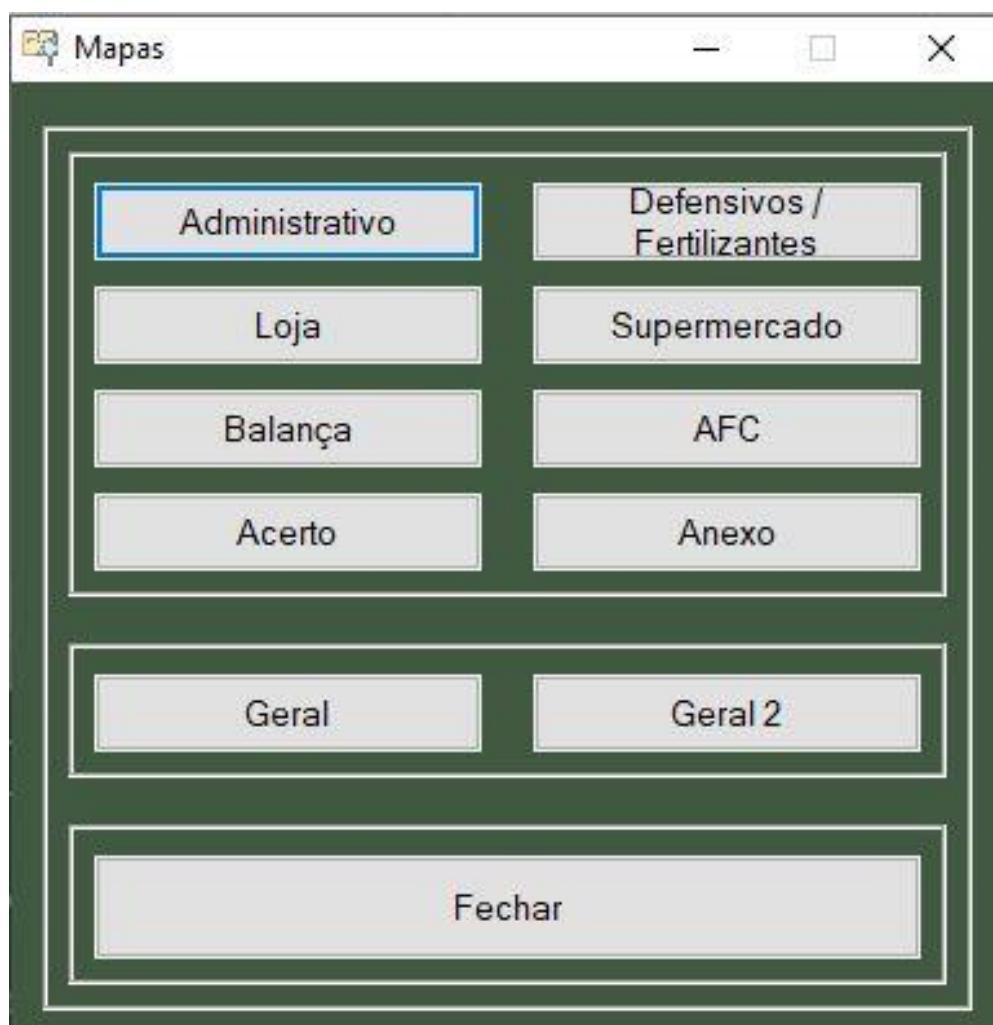 Mapas
Administrativo
Defensivos /
Fertilizantes
Loja
Supermercado
Balança
AFC
Acerto
Anexo
Geral
Geral 2
Fechar